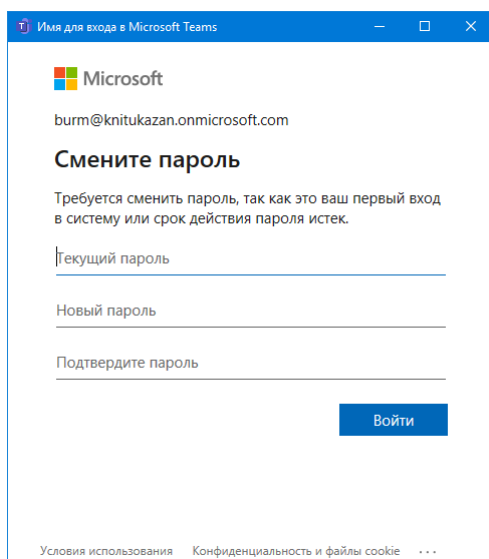 Имя для входа в Microsoft Teams
Microsoft
burm@knitukazan.onmicrosoft.com
Смените пароль
Требуется сменить пароль, так как это ваш первый вход
в систему или срок действия пароля истек.
Текущий пароль
Новый пароль
Подтвердите пароль
Войти
Условия использования Конфиденциальность и файлы cookie ...